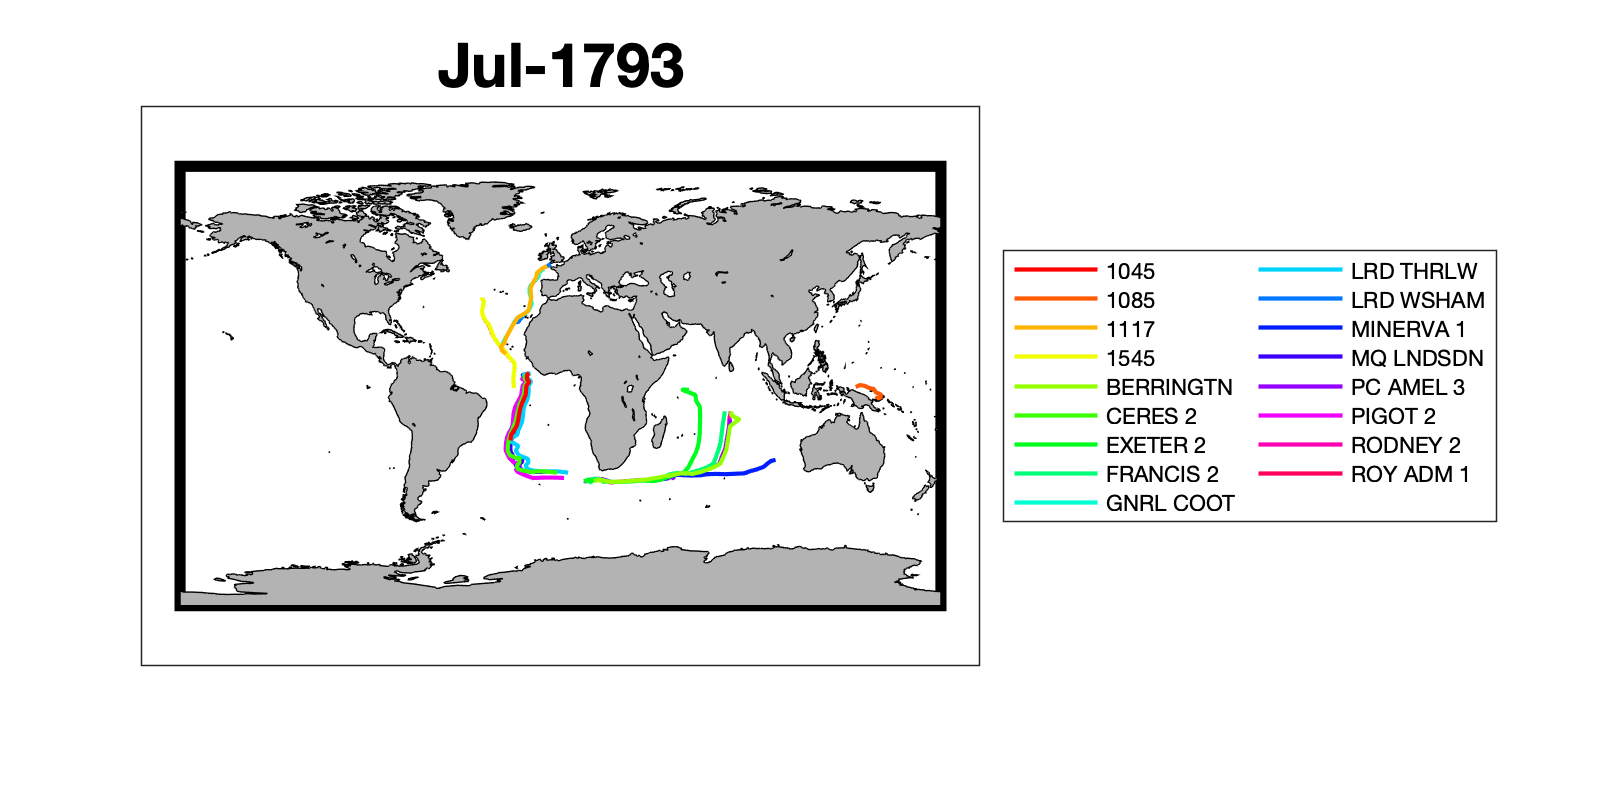 Jul-1793
1045
1085
1117
1545
BERRINGTN
CERES 2
EXETER 2
FRANCIS 2
GNRL COOT
LRD THRLW
LRD WSHAM
MINERVA 1
MQ LNDSDN
PC AMEL 3
PIGOT 2
RODNEY 2
ROY ADM 1